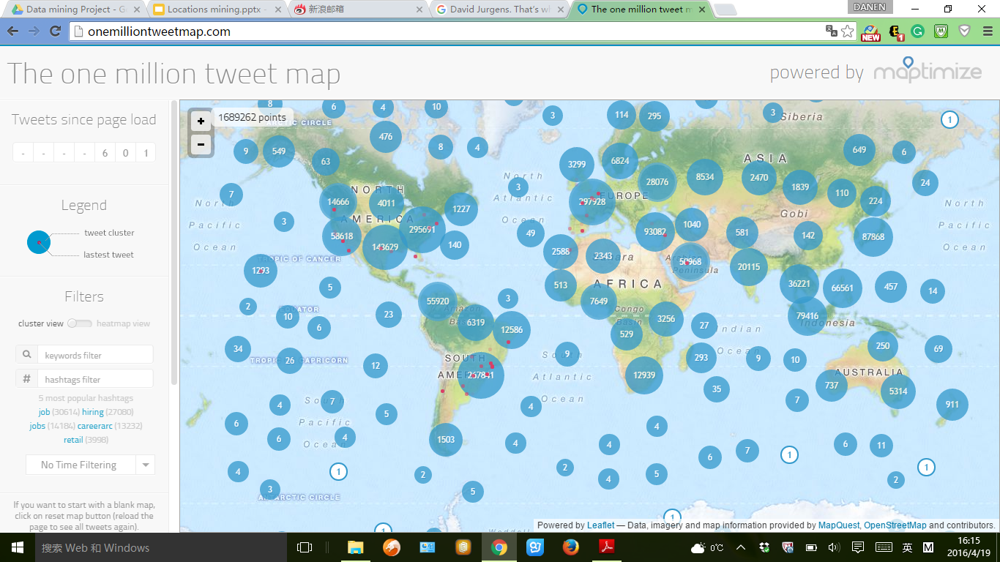 Data mining Project - G
Locations mining.pptx
新浪邮箱
David Jurgens. That's wh
The one million tweet m
DANEN
onemilliontweetmap.com
NEW
1
The one million tweet map
powered by maptimize
Tweets since page load
- - - - 6 0 1
Legend
tweet cluster
lastest tweet
Filters
cluster view heatmap view
keywords filter
# hashtags filter
5 most popular hashtags
job (30614) hiring (27080)
jobs (14184) careerarc (13232)
retail (3998)
No Time Filtering
If you want to start with a blank map,
click on reset map button (reload the
page to see all tweets again).
+
1689262 points
-
8 6 4 10 3 114 295 3 Siberia 1
ARCTIC CIRCLE
9 549 476 8 4 649 6
63 3299 6824 ASIA
28076 8534 2470 1839 24
North Atlantic Ocean
3
NORTH AMERICA
7 14666 4011 1227 297928 EUROPE 110 224
North Pacific Ocean
Gobi
North Pacific Ocean
3 58618 143629 295691 140 49 93082 1040 581 142 87868
TROPIC OF CANCER
2588 2343 Sahara 50968 Arabian Peninsula 20115
1293 5 513 AFRICA 36221 66561 457 14
2 EQUATOR 10 6 23 55920 Amazon Basin 6319 3 12586 7649 Congo Basin 3256 27 79416 Indonesia
529 Indian Ocean
34 26 TROPIC OF CAPRICORN 12 SOUTH AMERICA 9 293 9 10 250 69
South Atlantic Ocean
12939 35 AUSTRALIA 737 5314
4 7 5 4 7 911
South Pacific Ocean
6 6 4 1503 4 4 4 6 7 1 6 11
4 1 2 2 4 5 1 2
3 ANTARCTIC CIRCLE 5
1 1
Powered by Leaflet — Data, imagery and map information provided by MapQuest, OpenStreetMap and contributors.
搜索 Web 和 Windows
0℃
英
M
16:15
2016/4/19